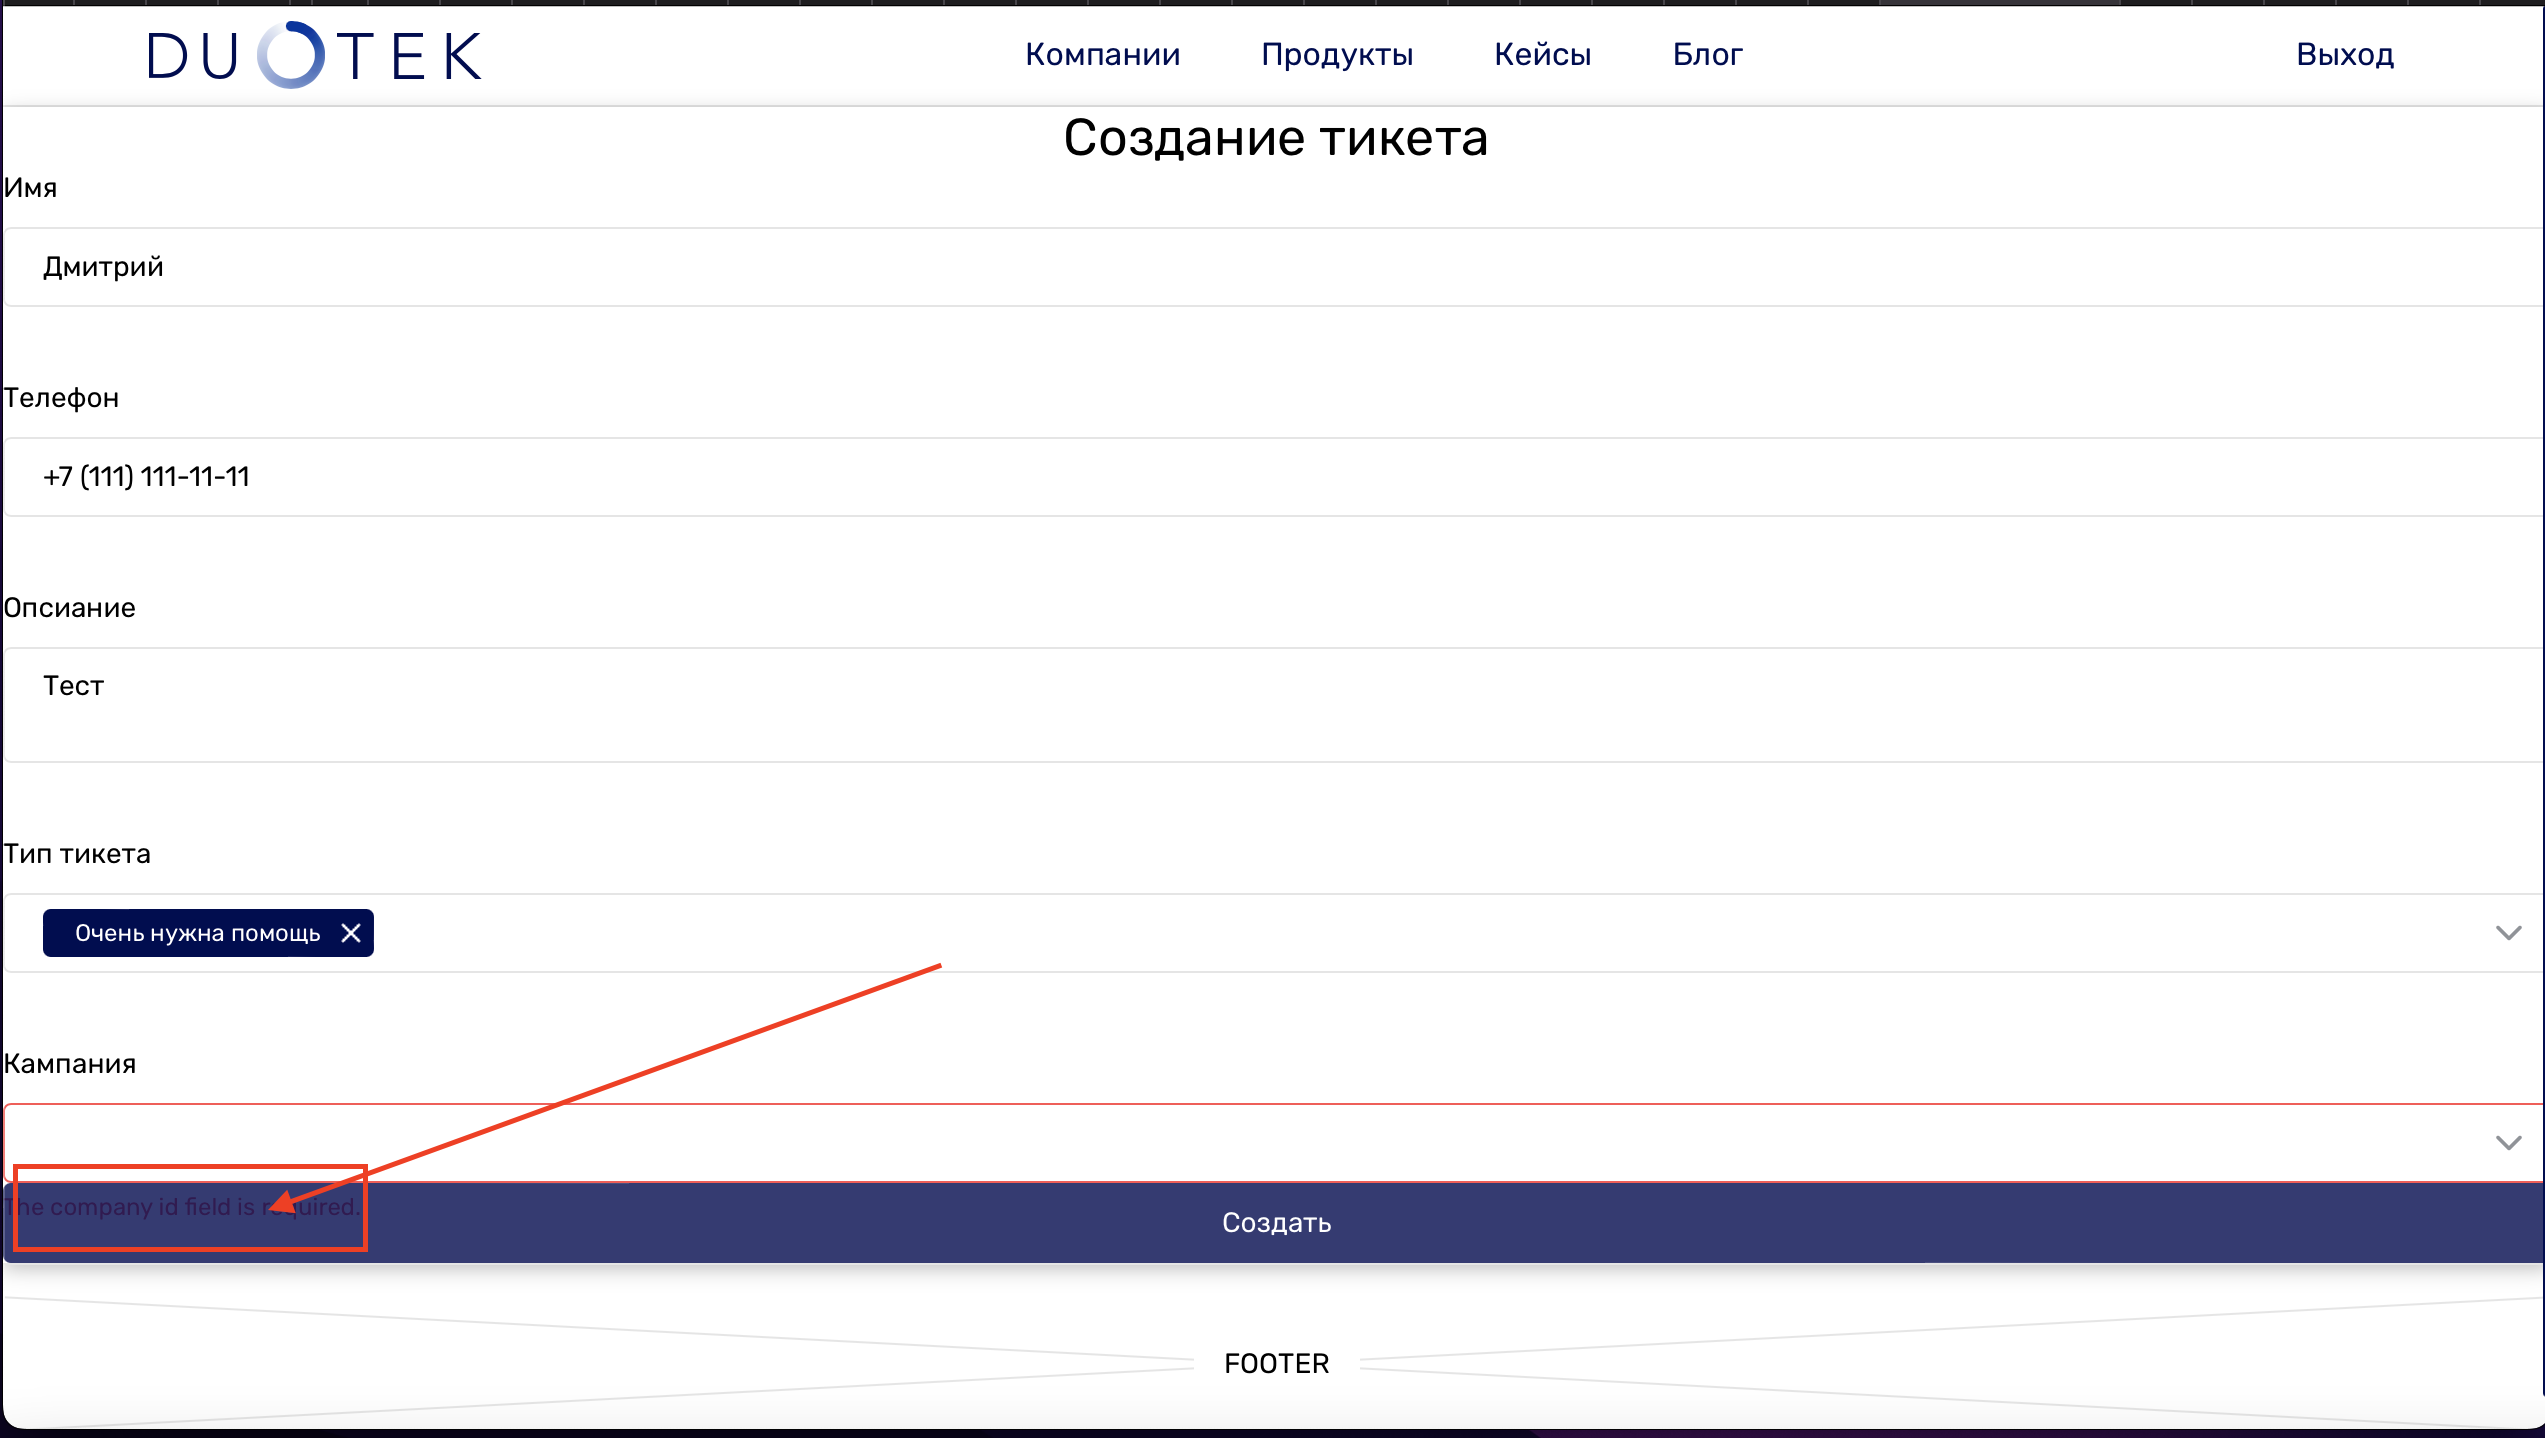 DUOTEK
Компании Продукты Кейсы Блог Выход
Создание тикета
Имя
Дмитрий
Телефон
+7 (111) 111-11-11
Опсиание
Тест
Тип тикета
Очень нужна помощь
Кампания
The company id field is required.
Создать
FOOTER